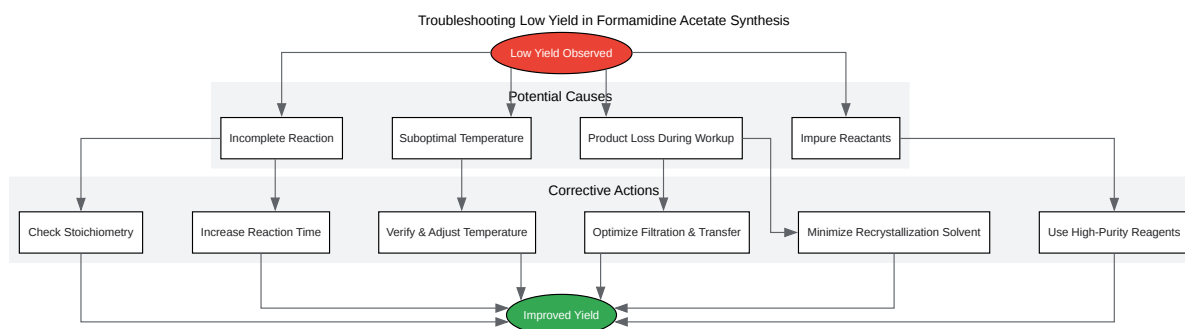 Troubleshooting Low Yield in Formamidine Acetate Synthesis
Low Yield Observed
Potential Causes
Incomplete Reaction
Suboptimal Temperature
Product Loss During Workup
Impure Reactants
Corrective Actions
Check Stoichiometry
Increase Reaction Time
Verify & Adjust Temperature
Optimize Filtration & Transfer
Minimize Recrystallization Solvent
Use High-Purity Reagents
Improved Yield